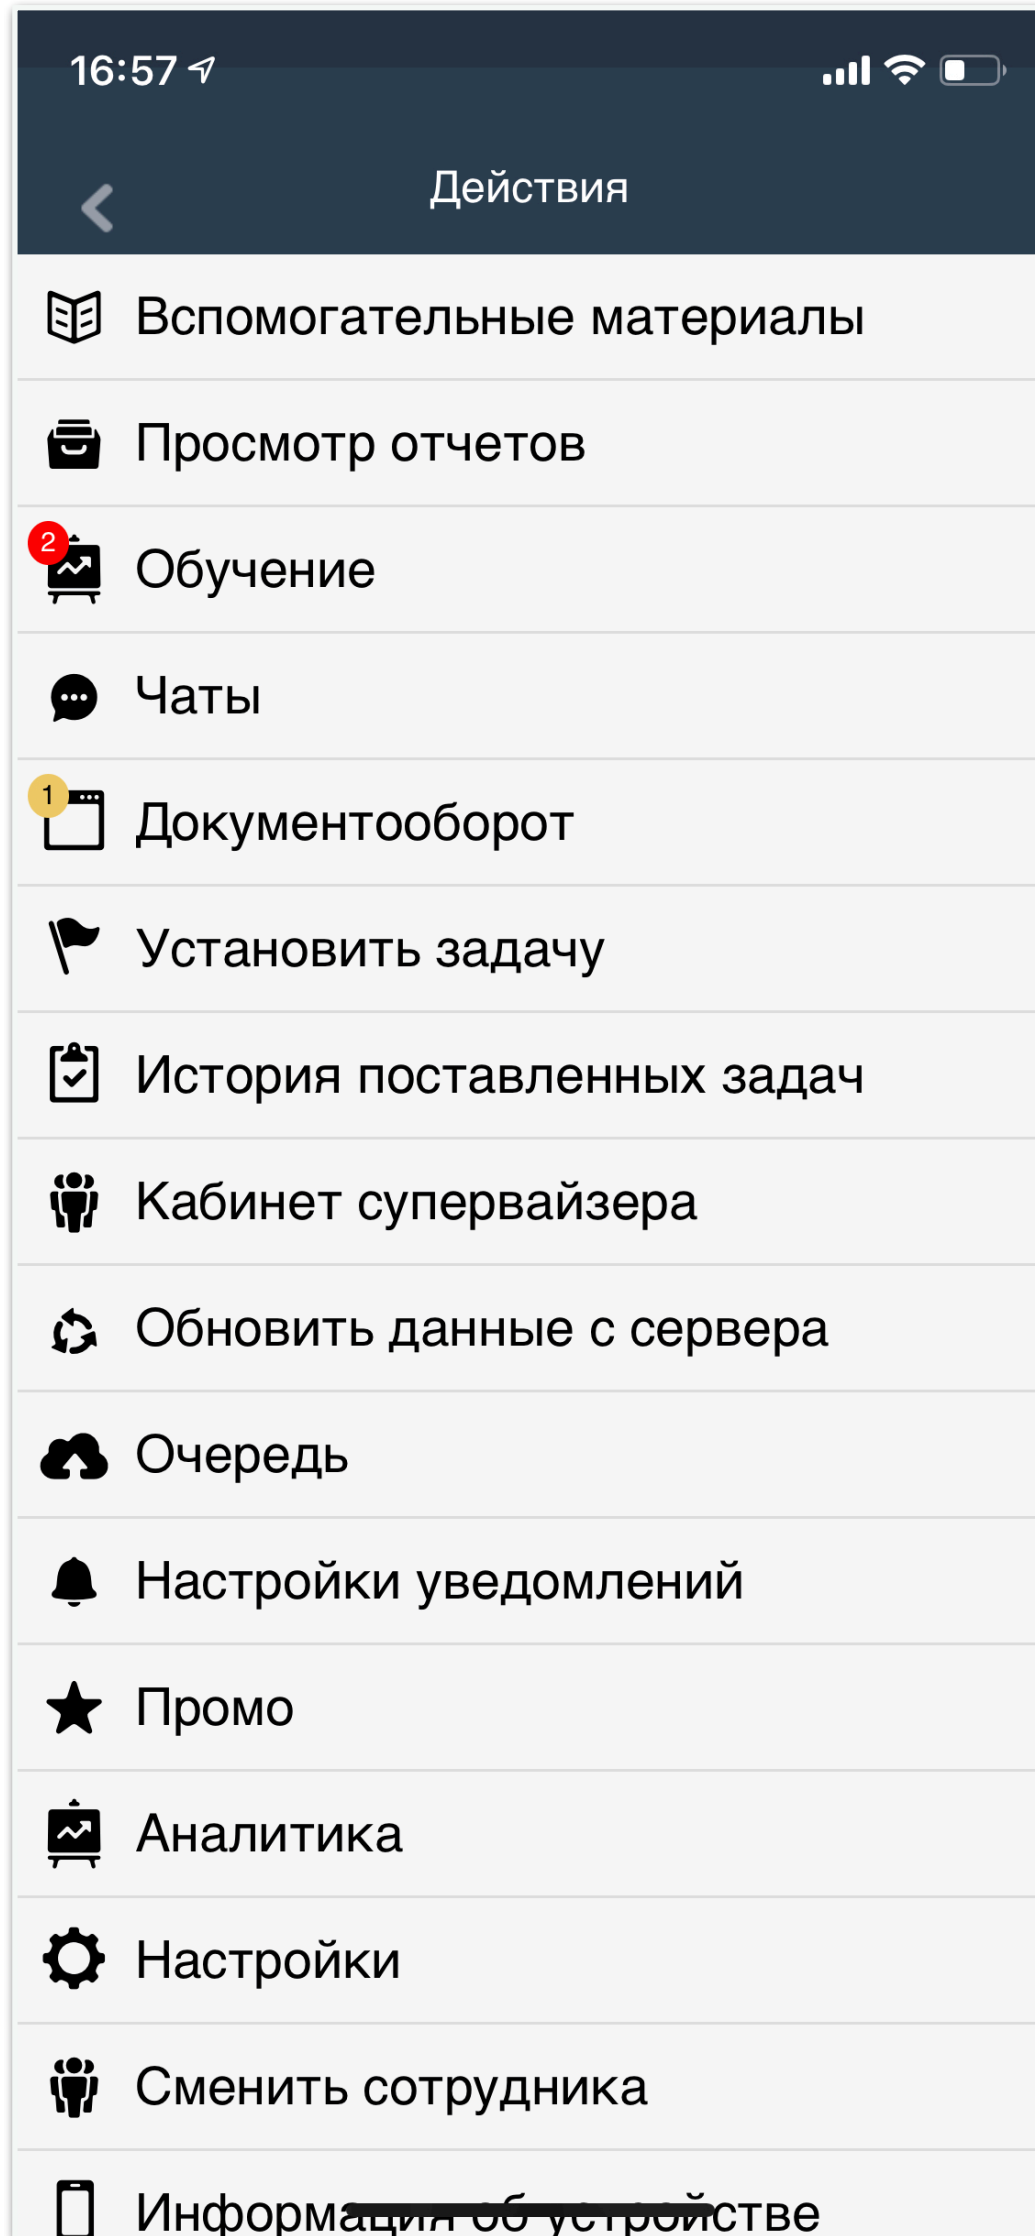 16:57
Действия
Вспомогательные материалы
Просмотр отчетов
2
Обучение
Чаты
1
Документооборот
Установить задачу
История поставленных задач
Кабинет супервайзера
Обновить данные с сервера
Очередь
Настройки уведомлений
Промо
Аналитика
Настройки
Сменить сотрудника
Информация об устройстве